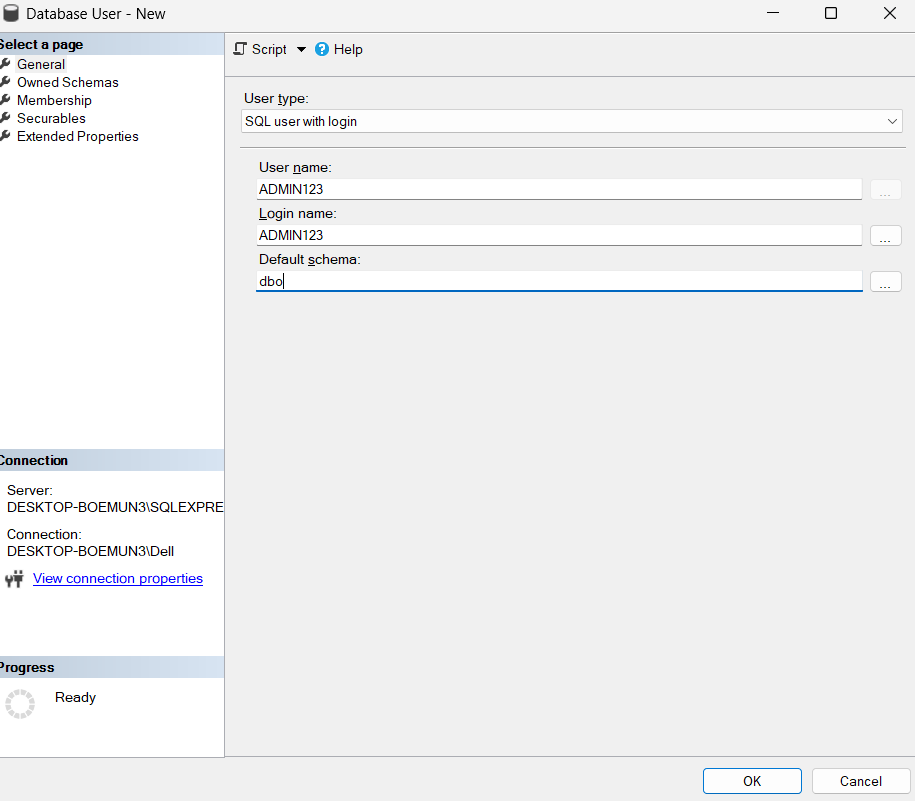 Database User - New
Select a page
General
Owned Schemas
Membership
Securables
Extended Properties
Script
Help
User type:
SQL user with login
User name:
ADMIN123
...
Login name:
ADMIN123
...
Default schema:
dbo
...
Connection
Server:
DESKTOP-BOEMUN3\SQLEXPRE
Connection:
DESKTOP-BOEMUN3\Dell
View connection properties
Progress
Ready
OK
Cancel